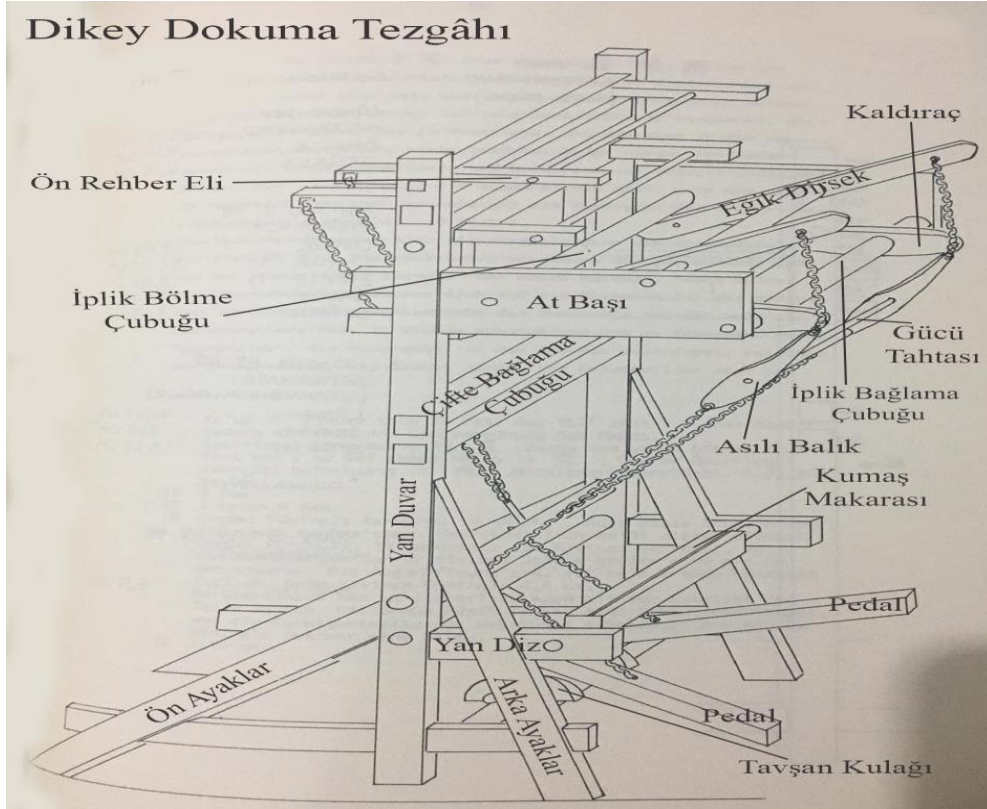 Dikey Dokuma Tezgâhı
Kaldıraç
Ön Rehber Eli
Eğik Dirsek
İplik Bölme
Çubuğu
At Başı
Gücü
Tahtası
Çifte Bağlama
Çubuğu
İplik Bağlama
Çubuğu
Asılı Balık
Kumaş
Makarası
Yan Duvar
Pedal
Yan Diz
Ön Ayaklar
Arka Ayaklar
Pedal
Tavşan Kulağı